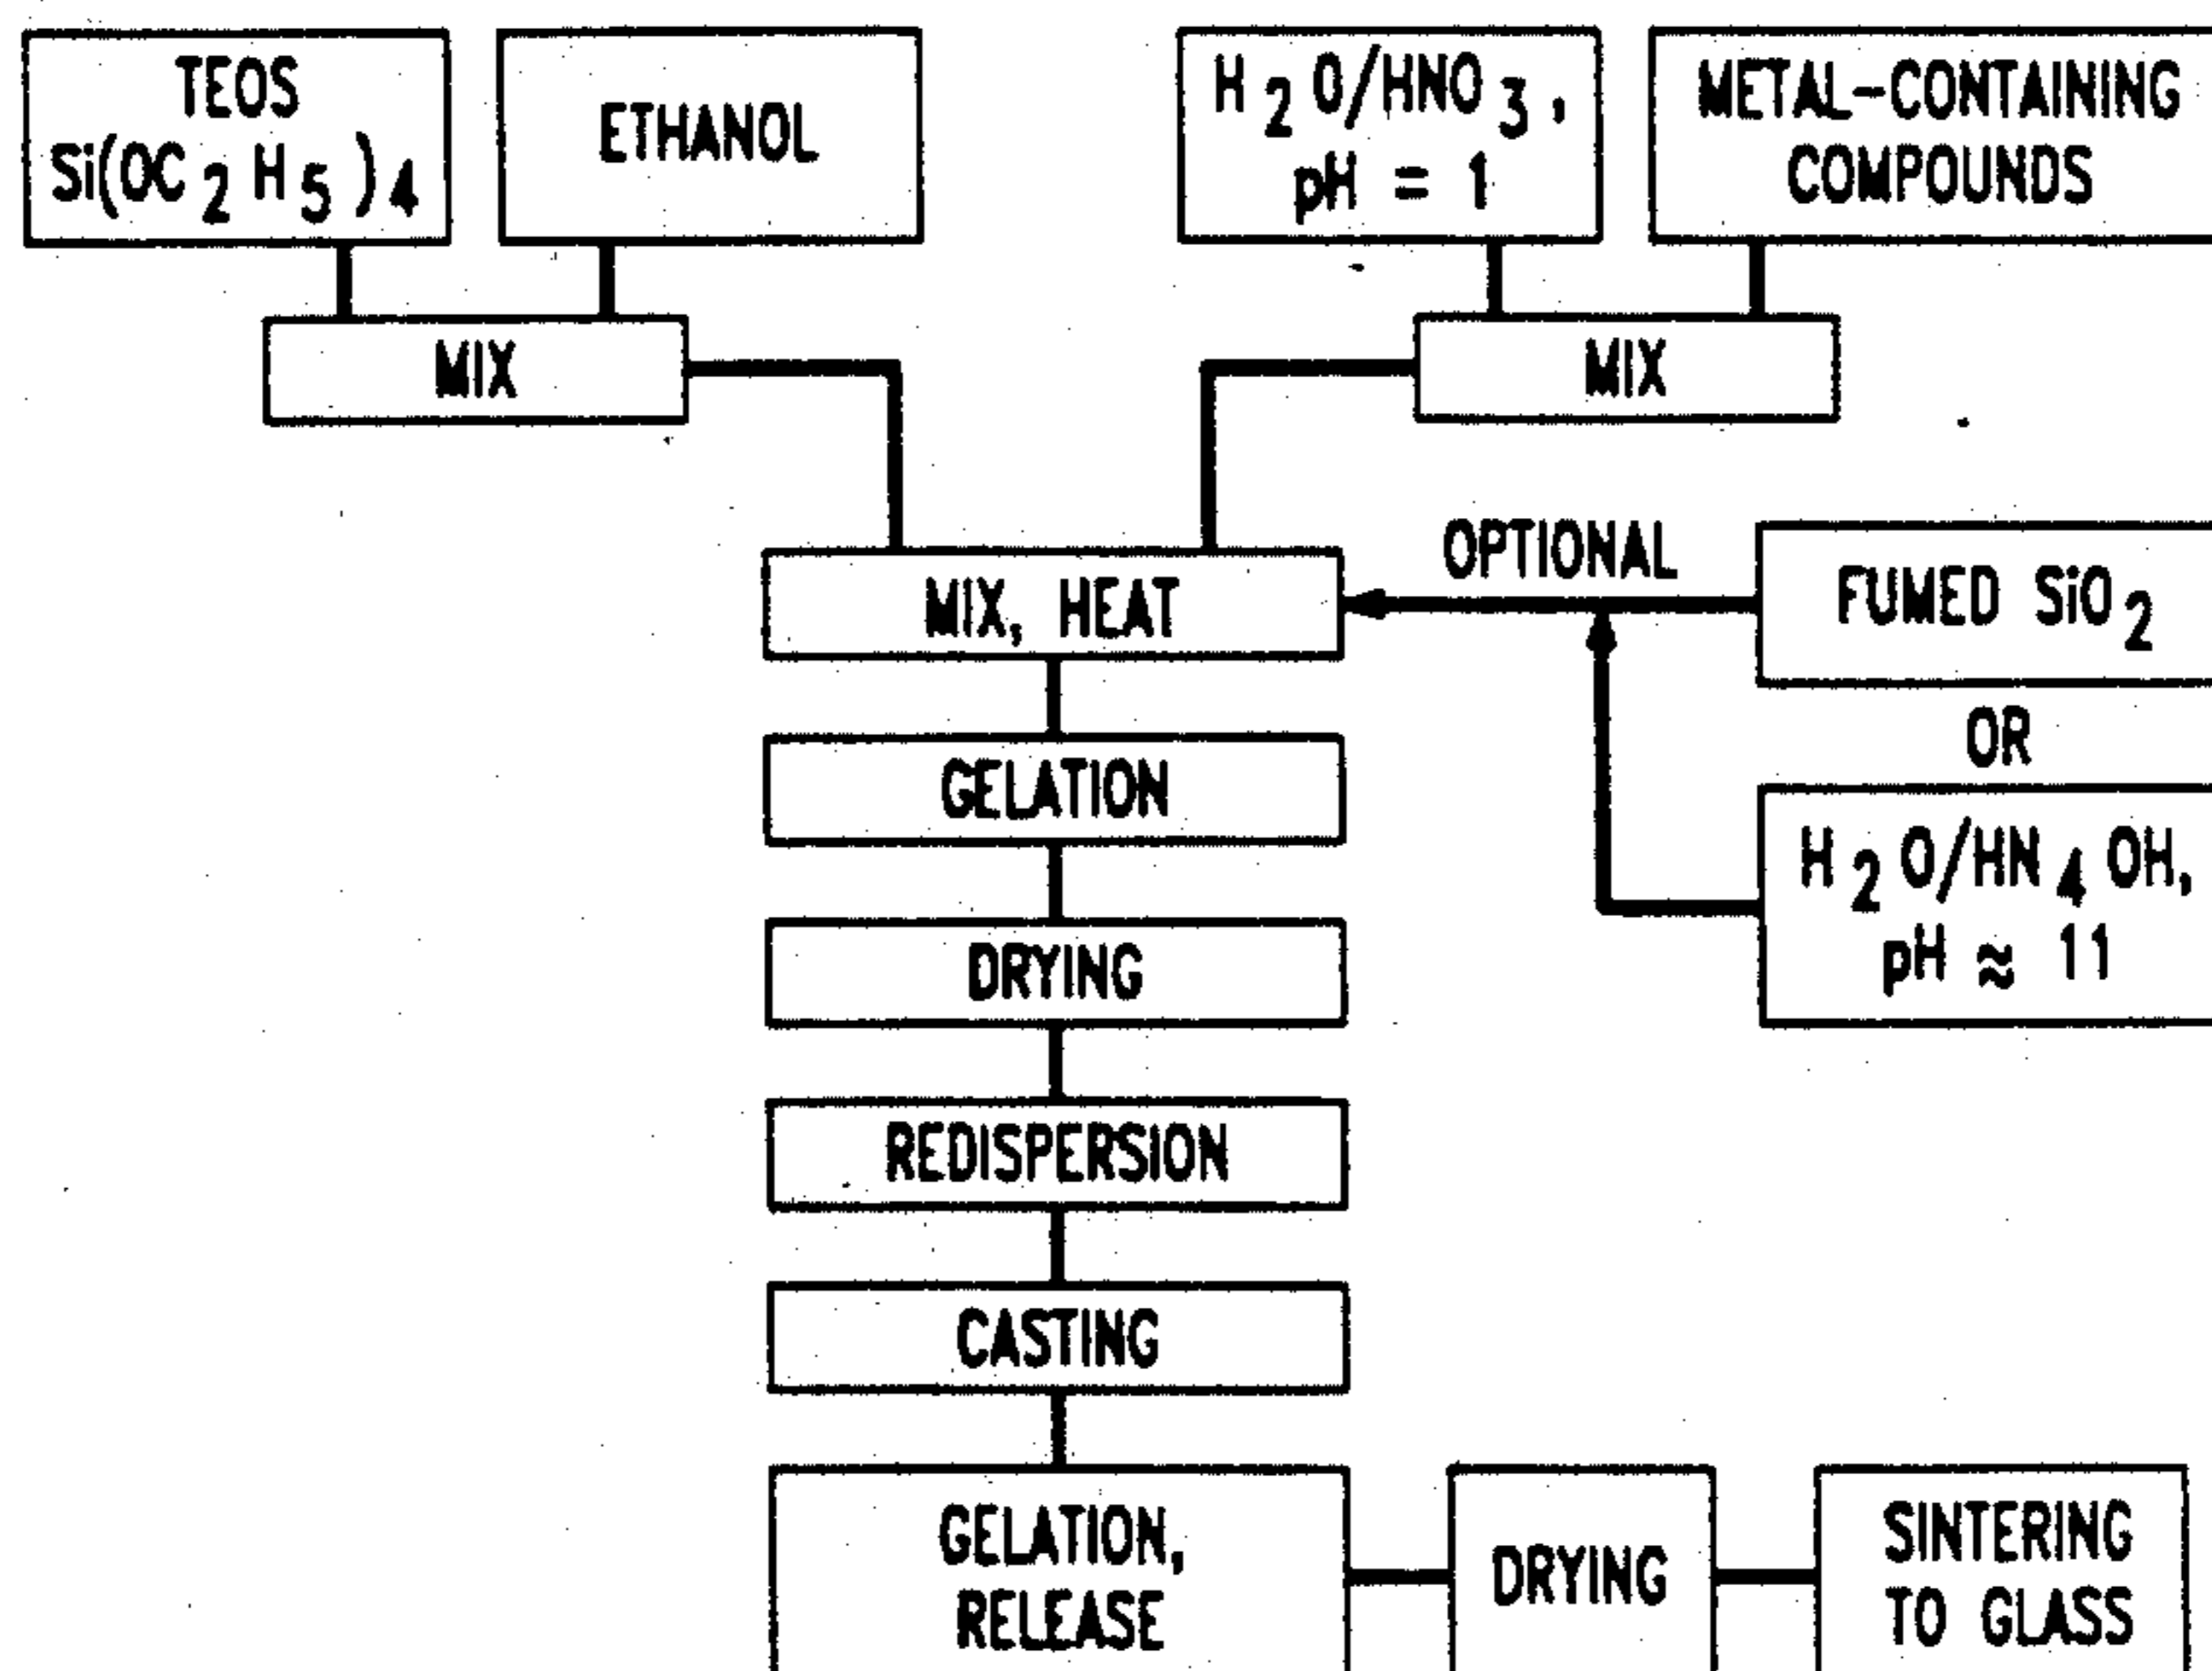 TEOS
Si(OC2H5)4
ETHANOL
H2O/HNO3,
pH = 1
METAL-CONTAINING
COMPOUNDS
MIX
MIX
MIX, HEAT
OPTIONAL
FUMED SiO2
OR
H2O/HN4OH,
pH ≈ 11
GELATION
DRYING
REDISPERSION
CASTING
GELATION,
RELEASE
DRYING
SINTERING
TO GLASS